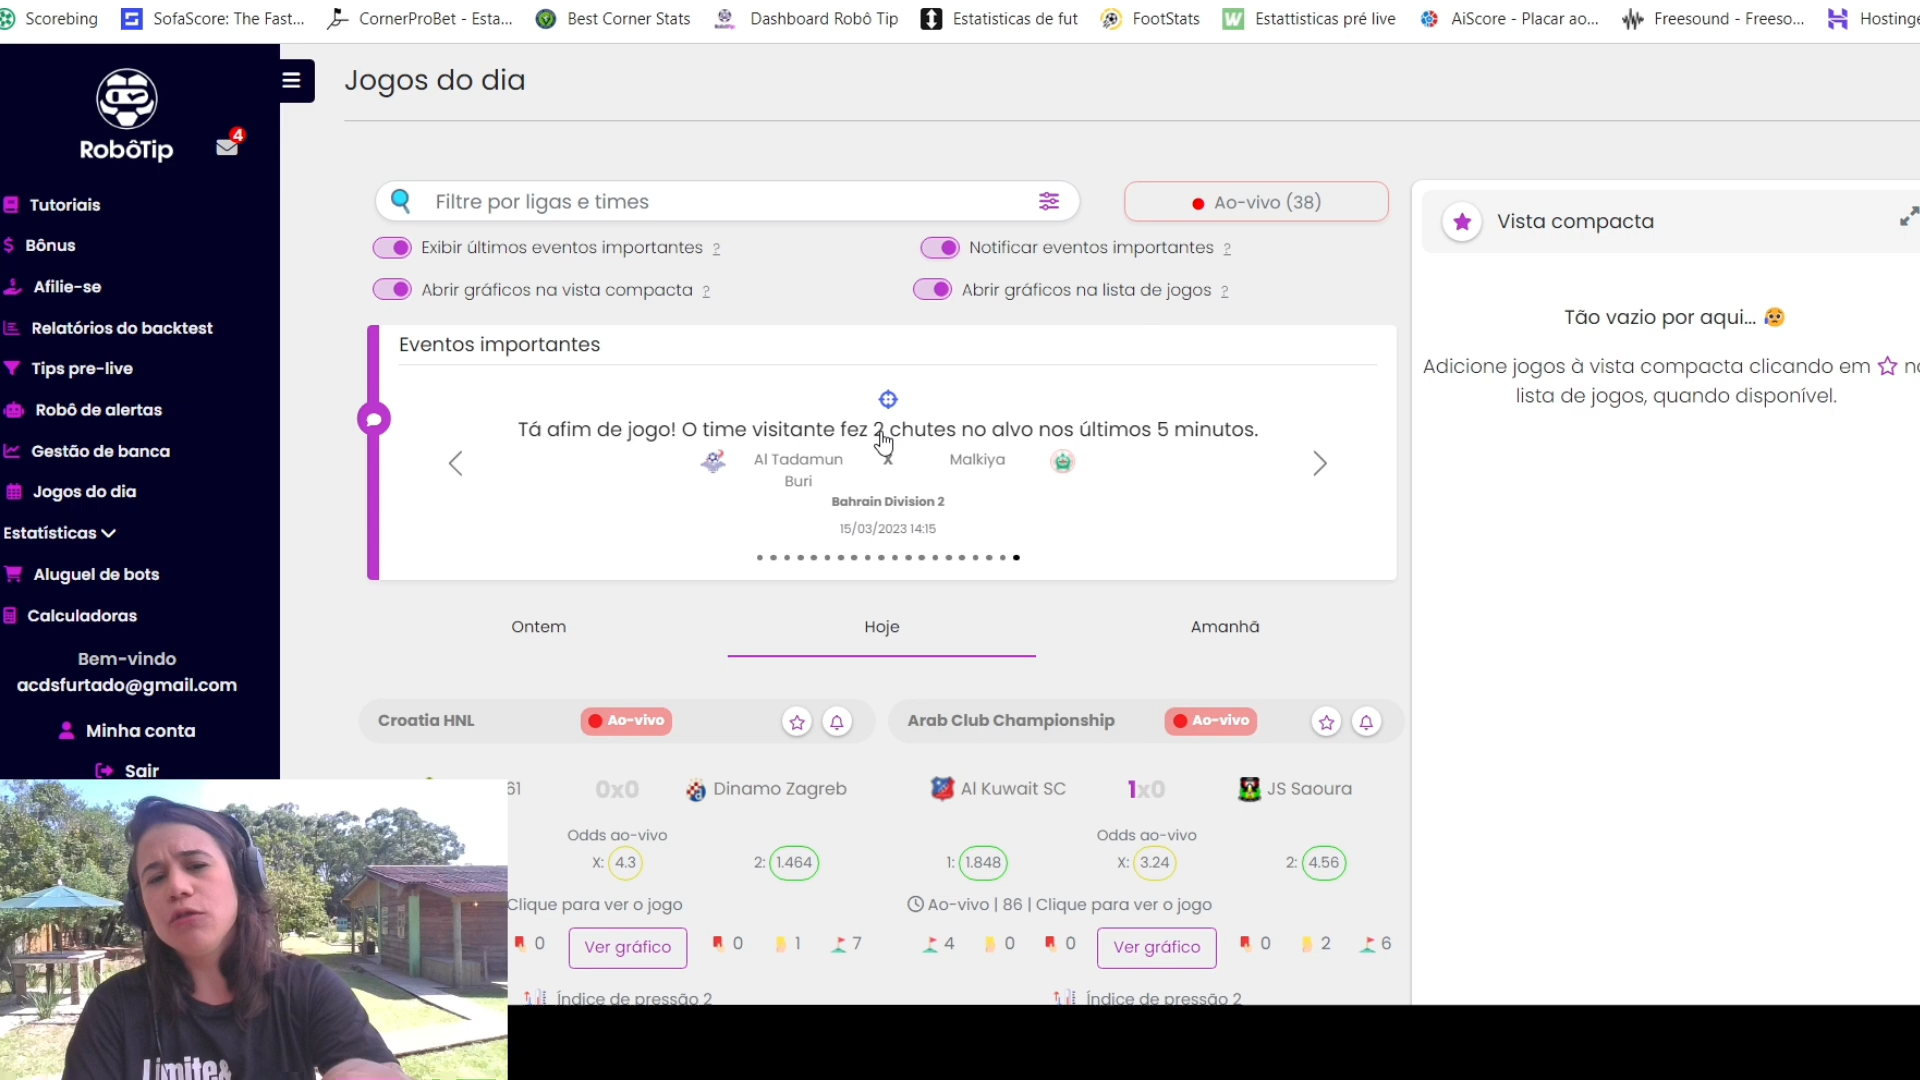 Scorebing
SofaScore: The Fast...
CornerProBet - Esta...
Best Corner Stats
Dashboard Robô Tip
Estatisticas de fut
FootStats
Estattisticas pré live
AiScore - Placar ao...
Freesound - Freeso...
Jogos do dia
RobôTip
4
Tutoriais
Bônus
Afilie-se
Relatórios do backtest
Tips pre-live
Robô de alertas
Gestão de banca
Jogos do dia
Estatísticas
Aluguel de bots
Calculadoras
Bem-vindo
acdsfurtado@gmail.com
Minha conta
Sair
Filtre por ligas e times
Ao-vivo (38)
Exibir últimos eventos importantes ?
Notificar eventos importantes ?
Abrir gráficos na vista compacta ?
Abrir gráficos na lista de jogos ?
Eventos importantes
Tá afim de jogo! O time visitante fez 2 chutes no alvo nos últimos 5 minutos.
Al Tadamun Buri
X
Malkiya
Bahrain Division 2
15/03/2023 14:15
Ontem
Hoje
Amanhã
Croatia HNL
Ao-vivo
61
0x0
Dinamo Zagreb
Odds ao-vivo
X: 4.3
2: 1.464
Clique para ver o jogo
0
Ver gráfico
0
1
7
Índice de pressão 2
Arab Club Championship
Ao-vivo
Al Kuwait SC
1x0
JS Saoura
Odds ao-vivo
1: 1.848
X: 3.24
2: 4.56
Ao-vivo | 86 | Clique para ver o jogo
4
0
0
Ver gráfico
0
2
6
Índice de pressão 2
Vista compacta
Tão vazio por aqui...
Adicione jogos à vista compacta clicando em
lista de jogos, quando disponível.